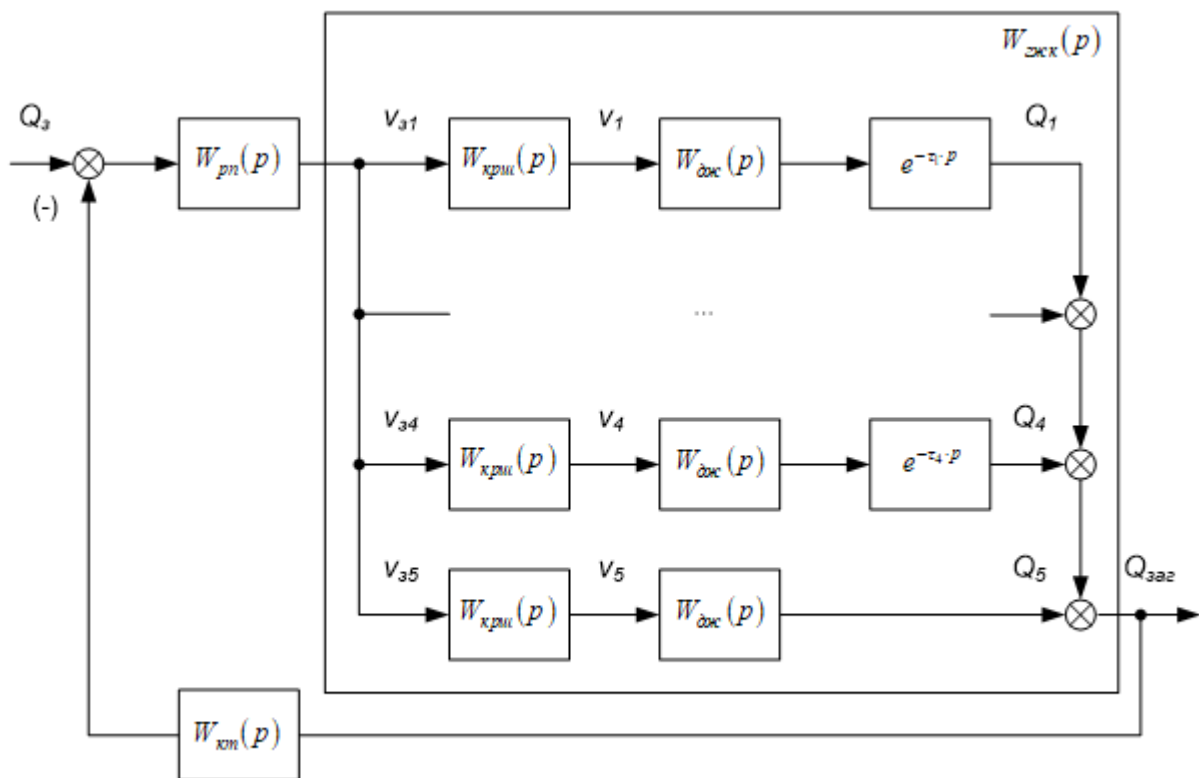 W_гжк(p)
Q_з v_з1 v_1 Q_1
W_рп(p) W_крш(p) W_дж(p) e^{-τ_1·p}
(-)
...
v_з4 v_4 Q_4
W_крш(p) W_дж(p) e^{-τ_4·p}
v_з5 v_5 Q_5 Q_заг
W_крш(p) W_дж(p)
W_кт(p)